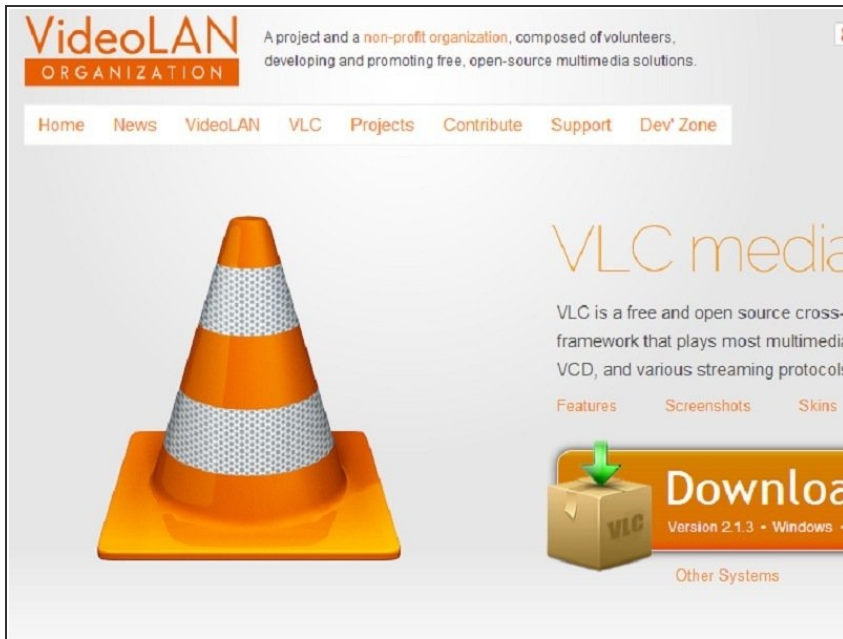 VideoLAN
ORGANIZATION
A project and a non-profit organization, composed of volunteers,
developing and promoting free, open-source multimedia solutions.
Home News VideoLAN VLC Projects Contribute Support Dev' Zone
VLC media
VLC is a free and open source cross-
framework that plays most multimedia
VCD, and various streaming protocols
Features Screenshots Skins
Downloa
Version 2.1.3 • Windows •
VLC
Other Systems